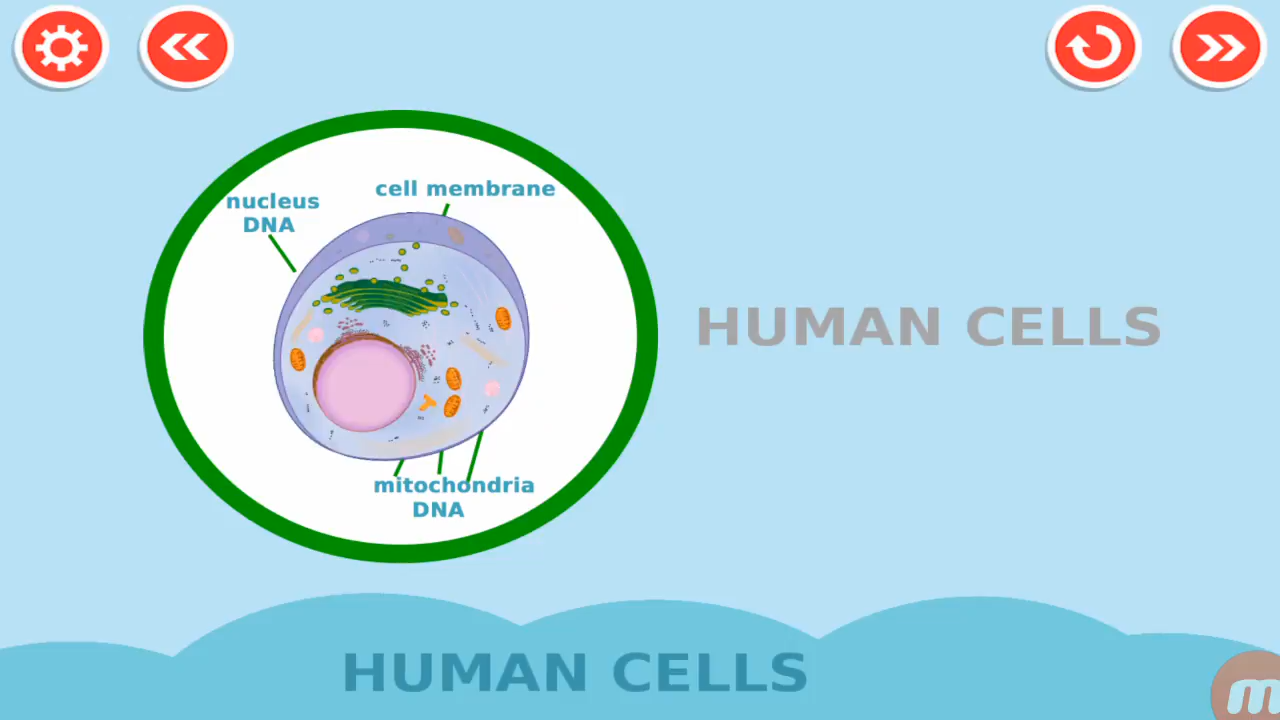 nucleus
DNA
cell membrane
HUMAN CELLS
mitochondria
DNA
HUMAN CELLS
m